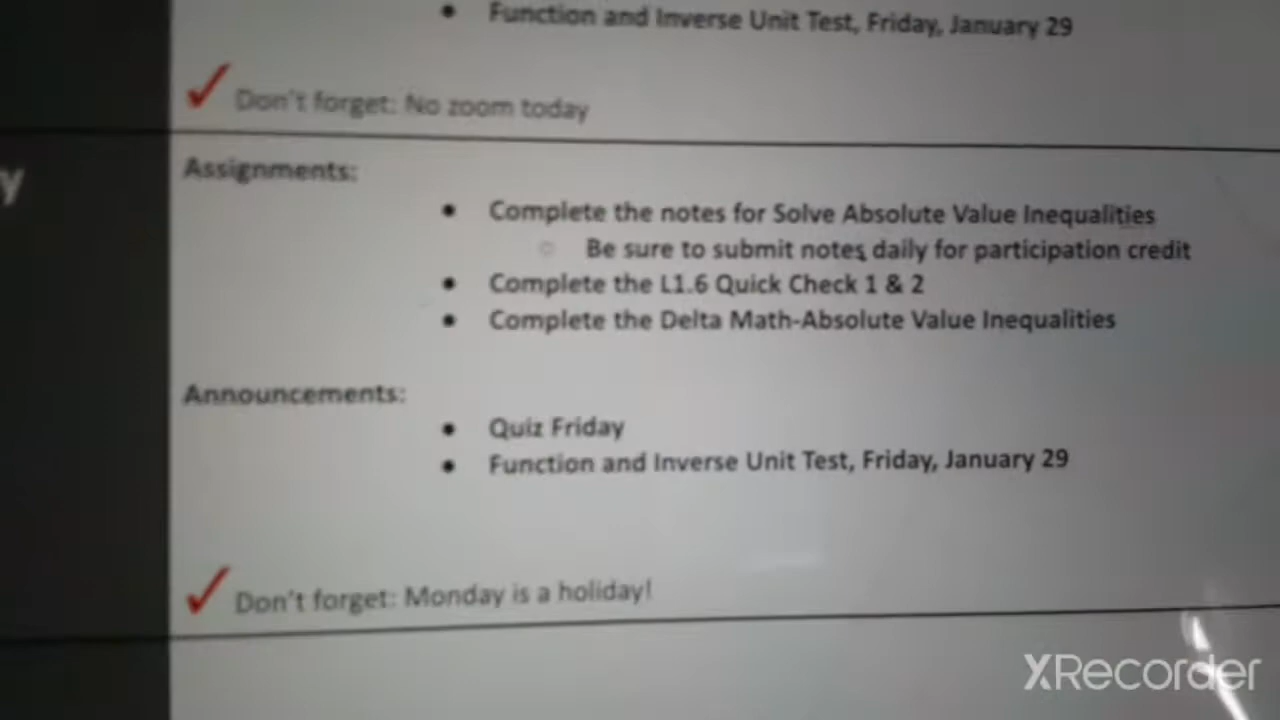 • Function and Inverse Unit Test, Friday, January 29
✓ Don't forget: No zoom today
y
Assignments:
• Complete the notes for Solve Absolute Value Inequalities
○ Be sure to submit notes daily for participation credit
• Complete the L1.6 Quick Check 1 & 2
• Complete the Delta Math-Absolute Value Inequalities
Announcements:
• Quiz Friday
• Function and Inverse Unit Test, Friday, January 29
✓ Don't forget: Monday is a holiday!
XRecorder